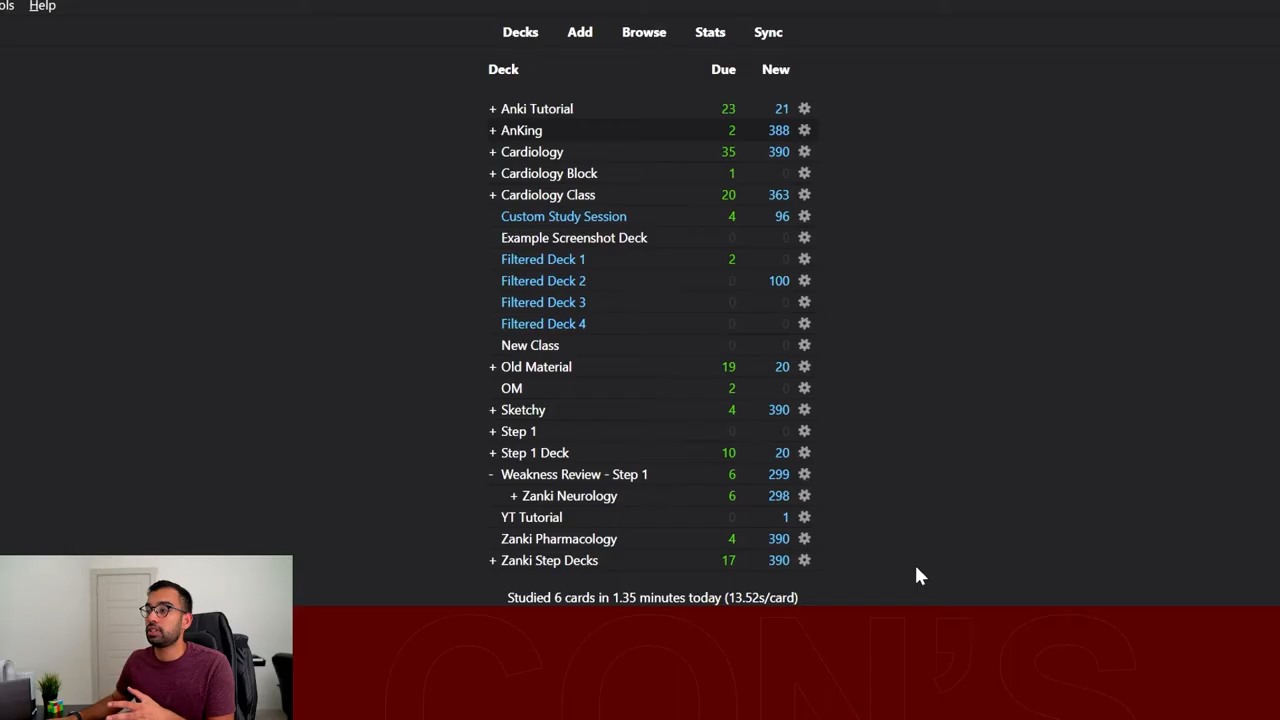 ols Help
Decks Add Browse Stats Sync
Deck Due New
+ Anki Tutorial 23 21
+ AnKing 2 388
+ Cardiology 35 390
+ Cardiology Block 1 0
+ Cardiology Class 20 363
Custom Study Session 4 96
Example Screenshot Deck 0 0
Filtered Deck 1 2 0
Filtered Deck 2 0 100
Filtered Deck 3 0 0
Filtered Deck 4 0 0
New Class 0 0
+ Old Material 19 20
OM 2 0
+ Sketchy 4 390
+ Step 1 0 0
+ Step 1 Deck 10 20
- Weakness Review - Step 1 6 299
+ Zanki Neurology 6 298
YT Tutorial 0 1
Zanki Pharmacology 4 390
+ Zanki Step Decks 17 390
Studied 6 cards in 1.35 minutes today (13.52s/card)
CON'S